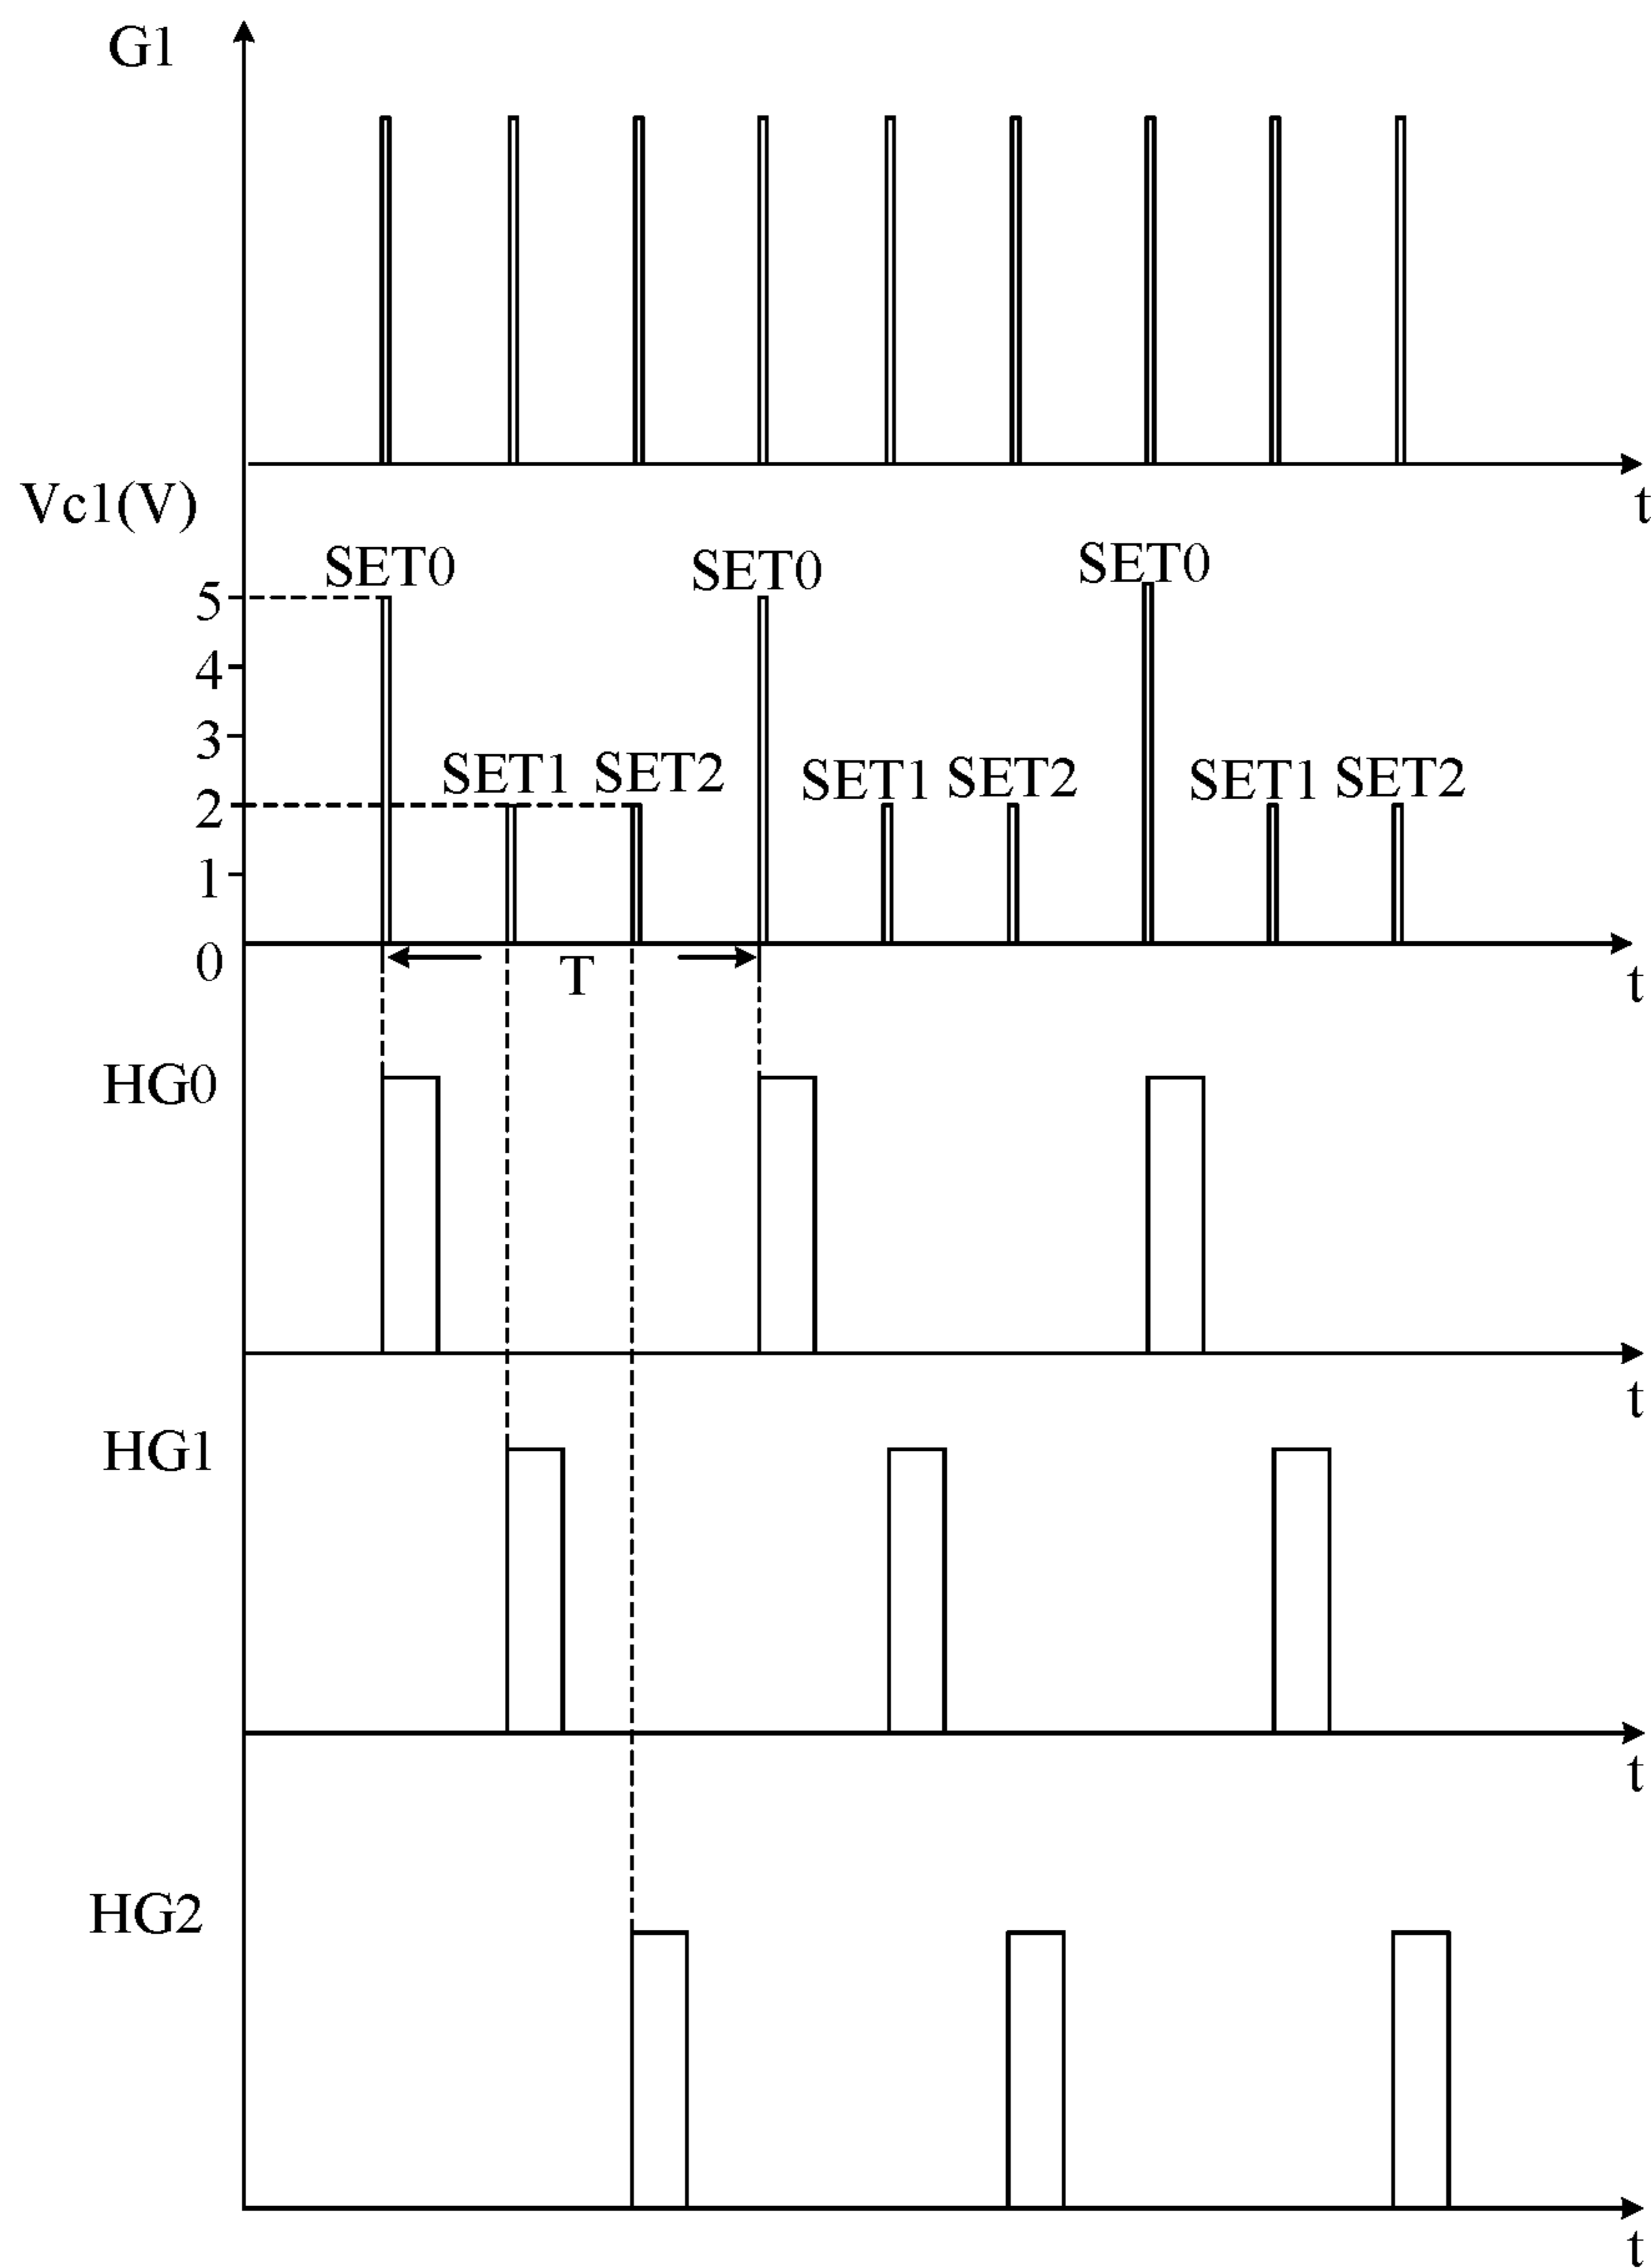 G1
t
Vc1(V)
SET0 SET0 SET0
5
4
3
SET1 SET2 SET1 SET2 SET1 SET2
2
1
0
T
t
HG0
t
HG1
t
HG2
t